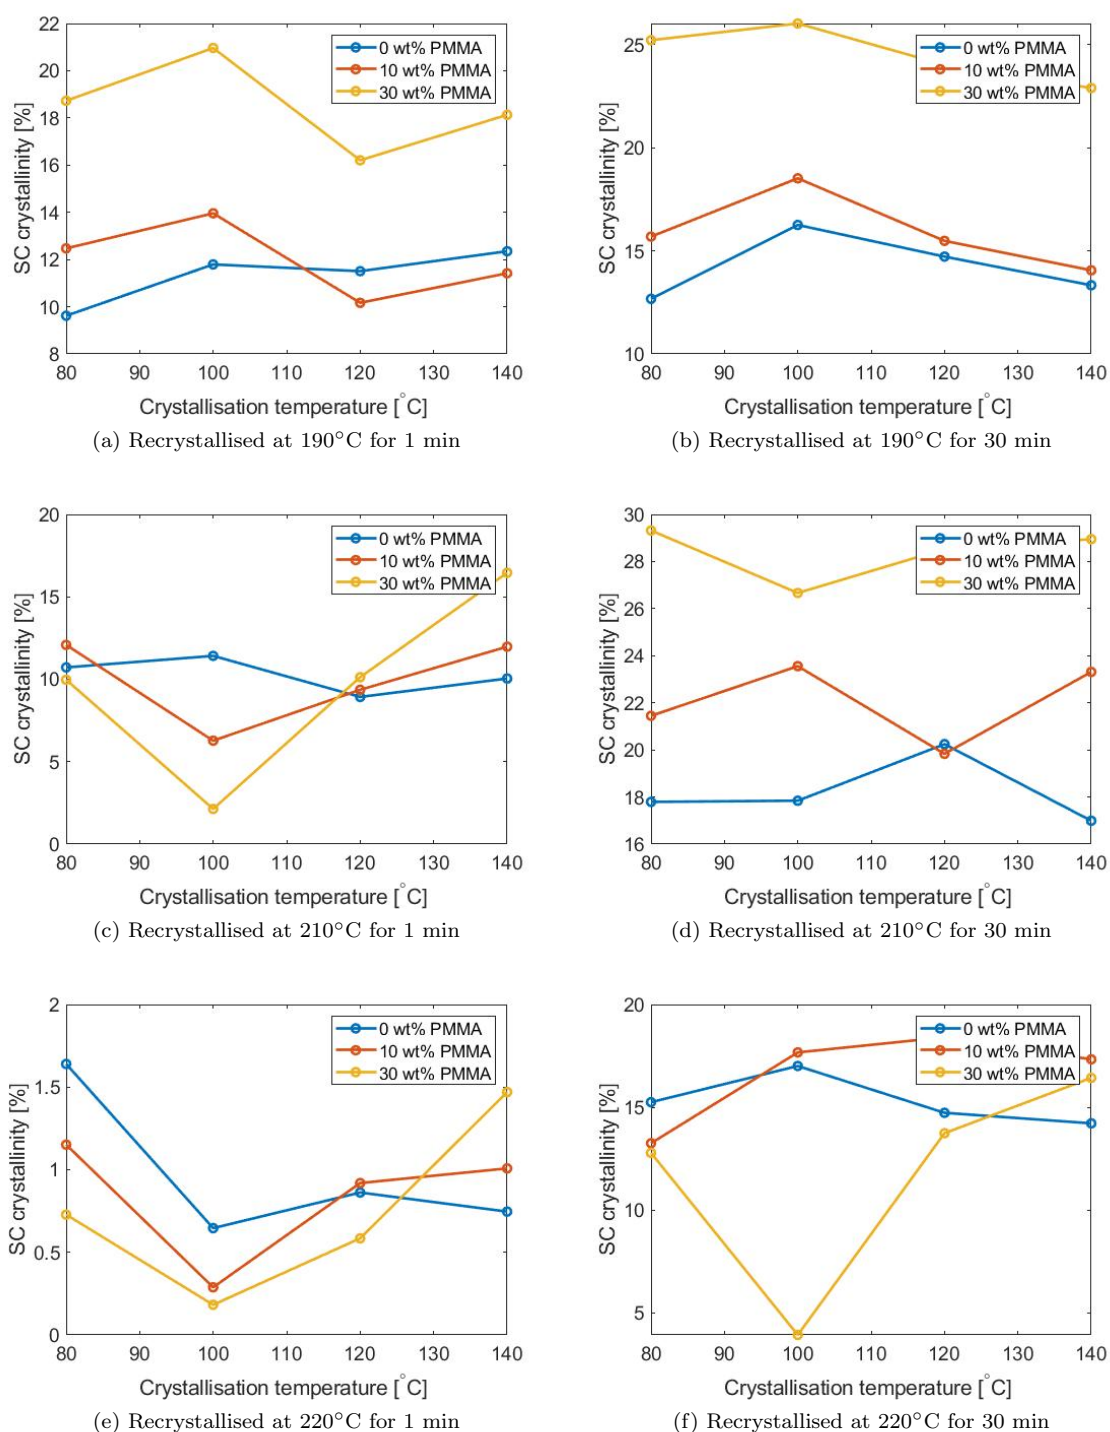 22
20
18
16
14
12
10
8
80 90 100 110 120 130 140
SC crystallinity [%]
Crystallisation temperature [°C]
0 wt% PMMA
10 wt% PMMA
30 wt% PMMA
(a) Recrystallised at 190°C for 1 min
25
20
15
10
80 90 100 110 120 130 140
SC crystallinity [%]
Crystallisation temperature [°C]
0 wt% PMMA
10 wt% PMMA
30 wt% PMMA
(b) Recrystallised at 190°C for 30 min
20
15
10
5
0
80 90 100 110 120 130 140
SC crystallinity [%]
Crystallisation temperature [°C]
0 wt% PMMA
10 wt% PMMA
30 wt% PMMA
(c) Recrystallised at 210°C for 1 min
30
28
26
24
22
20
18
16
80 90 100 110 120 130 140
SC crystallinity [%]
Crystallisation temperature [°C]
0 wt% PMMA
10 wt% PMMA
30 wt% PMMA
(d) Recrystallised at 210°C for 30 min
2
1.5
1
0.5
0
80 90 100 110 120 130 140
SC crystallinity [%]
Crystallisation temperature [°C]
0 wt% PMMA
10 wt% PMMA
30 wt% PMMA
(e) Recrystallised at 220°C for 1 min
20
15
10
5
80 90 100 110 120 130 140
SC crystallinity [%]
Crystallisation temperature [°C]
0 wt% PMMA
10 wt% PMMA
30 wt% PMMA
(f) Recrystallised at 220°C for 30 min